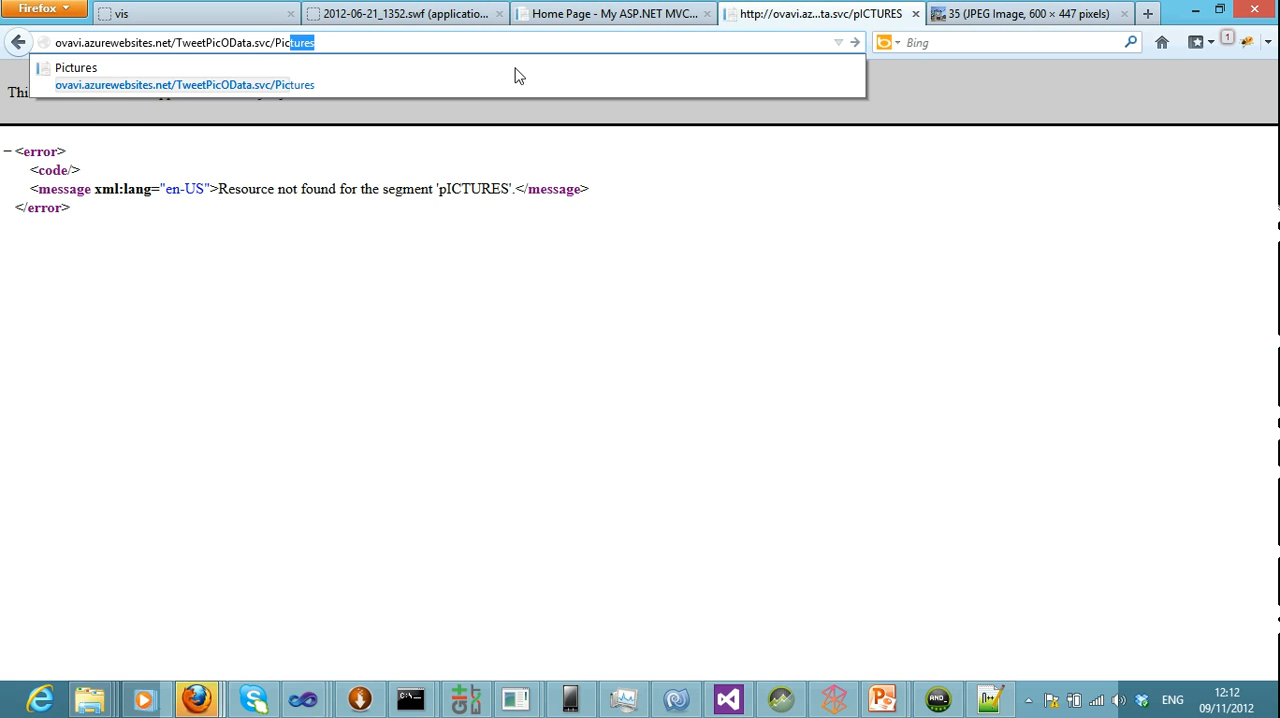 Firefox
vis
2012-06-21_1352.swf (applicatio...
Home Page - My ASP.NET MVC...
http://ovavi.az...ta.svc/pICTURES
35 (JPEG Image, 600 × 447 pixels)
ovavi.azurewebsites.net/TweetPicOData.svc/Pictures
Bing
1
Pictures
ovavi.azurewebsites.net/TweetPicOData.svc/Pictures
Thi
− <error>
<code/>
<message xml:lang="en-US">Resource not found for the segment 'pICTURES'.</message>
</error>
ENG
12:12
09/11/2012